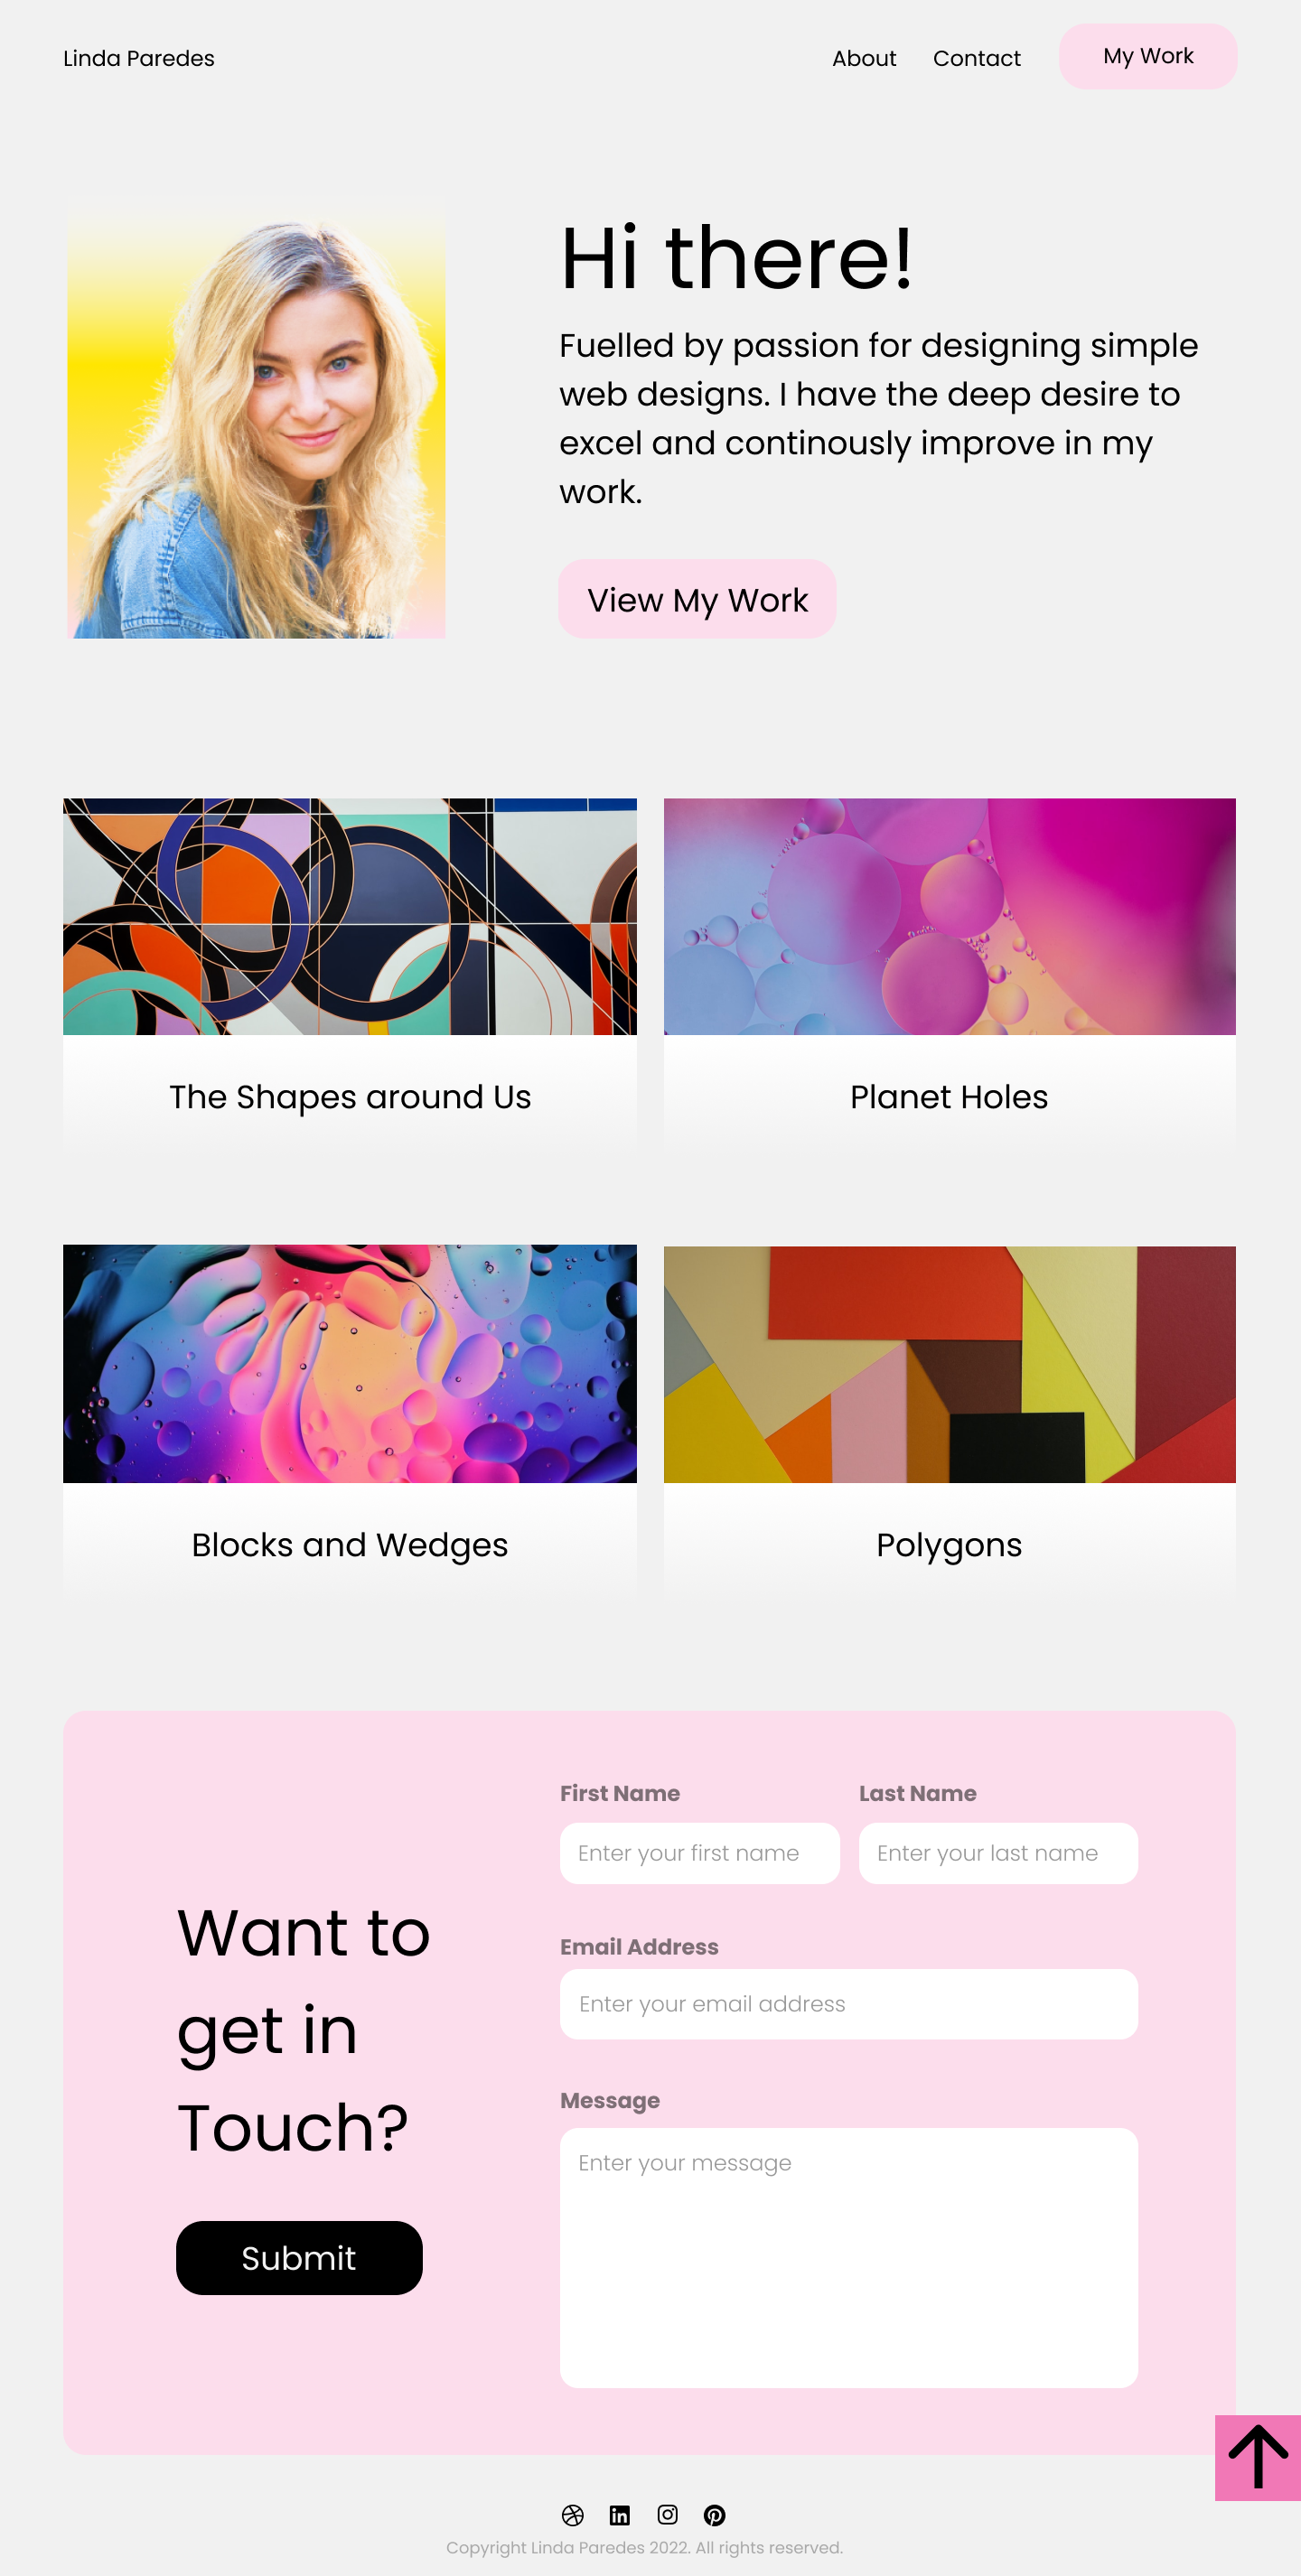 Linda Paredes
About
Contact
My Work
Hi there!
Fuelled by passion for designing simple
web designs. I have the deep desire to
excel and continously improve in my
work.
View My Work
The Shapes around Us
Planet Holes
Blocks and Wedges
Polygons
Want to
get in
Touch?
Submit
First Name
Last Name
Enter your first name
Enter your last name
Email Address
Enter your email address
Message
Enter your message
in
Copyright Linda Paredes 2022. All rights reserved.